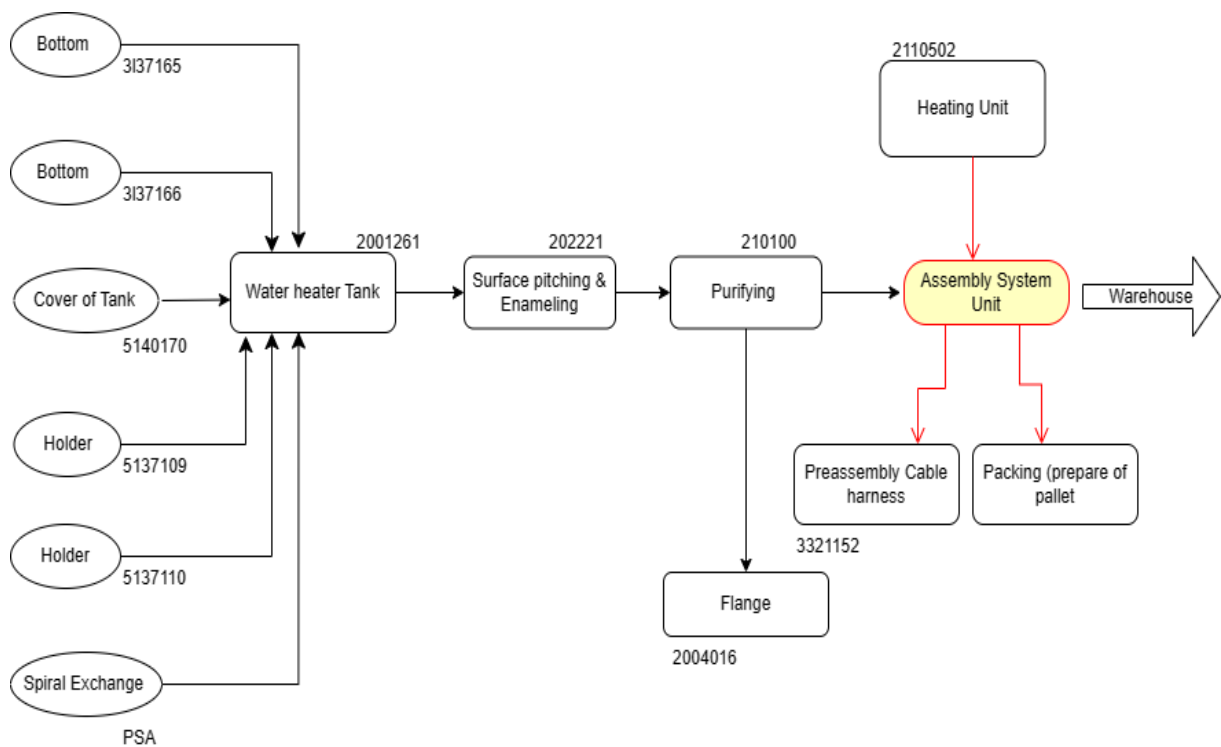 Bottom
3I37165
2110502
Heating Unit
Bottom
3I37166
2001261
202221
210100
Cover of Tank
5140170
Water heater Tank
Surface pitching &
Enameling
Purifying
Assembly System
Unit
Warehouse
Holder
5137109
Preassembly Cable
harness
3321152
Packing (prepare of
pallet
Holder
5137110
Flange
2004016
Spiral Exchange
PSA